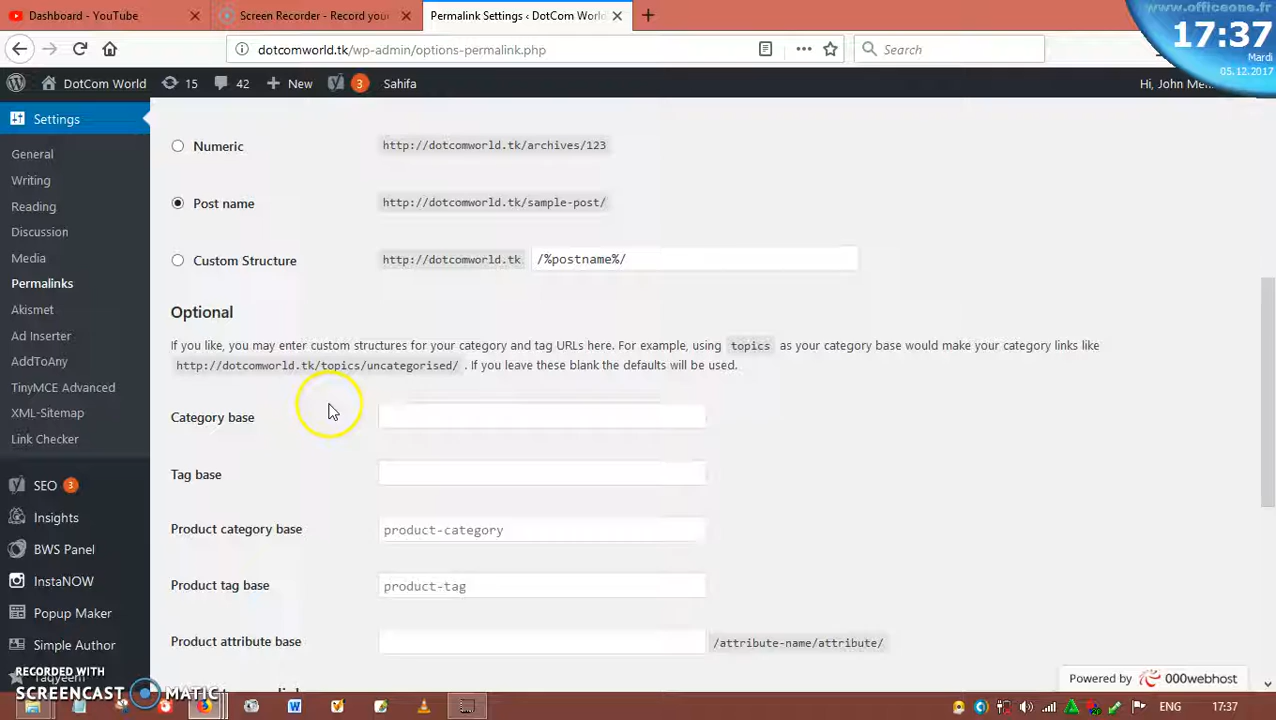 Dashboard - YouTube
Screen Recorder - Record your
Permalink Settings ‹ DotCom World
www.officeone.fr
17:37
Mardi
05.12.2017
dotcomworld.tk/wp-admin/options-permalink.php
Search
DotCom World
15
42
New
3
Sahifa
Hi, John
Settings
General
Writing
Reading
Discussion
Media
Permalinks
Akismet
Ad Inserter
AddToAny
TinyMCE Advanced
XML-Sitemap
Link Checker
SEO 3
Insights
BWS Panel
InstaNOW
Popup Maker
Simple Author
Taqyeem
Numeric
http://dotcomworld.tk/archives/123
Post name
http://dotcomworld.tk/sample-post/
Custom Structure
http://dotcomworld.tk
/%postname%/
Optional
If you like, you may enter custom structures for your category and tag URLs here. For example, using topics as your category base would make your category links like
http://dotcomworld.tk/topics/uncategorised/ . If you leave these blank the defaults will be used.
Category base
Tag base
Product category base
product-category
Product tag base
product-tag
Product attribute base
/attribute-name/attribute/
Powered by 000webhost
RECORDED WITH
SCREENCAST MATIC
ENG
17:37